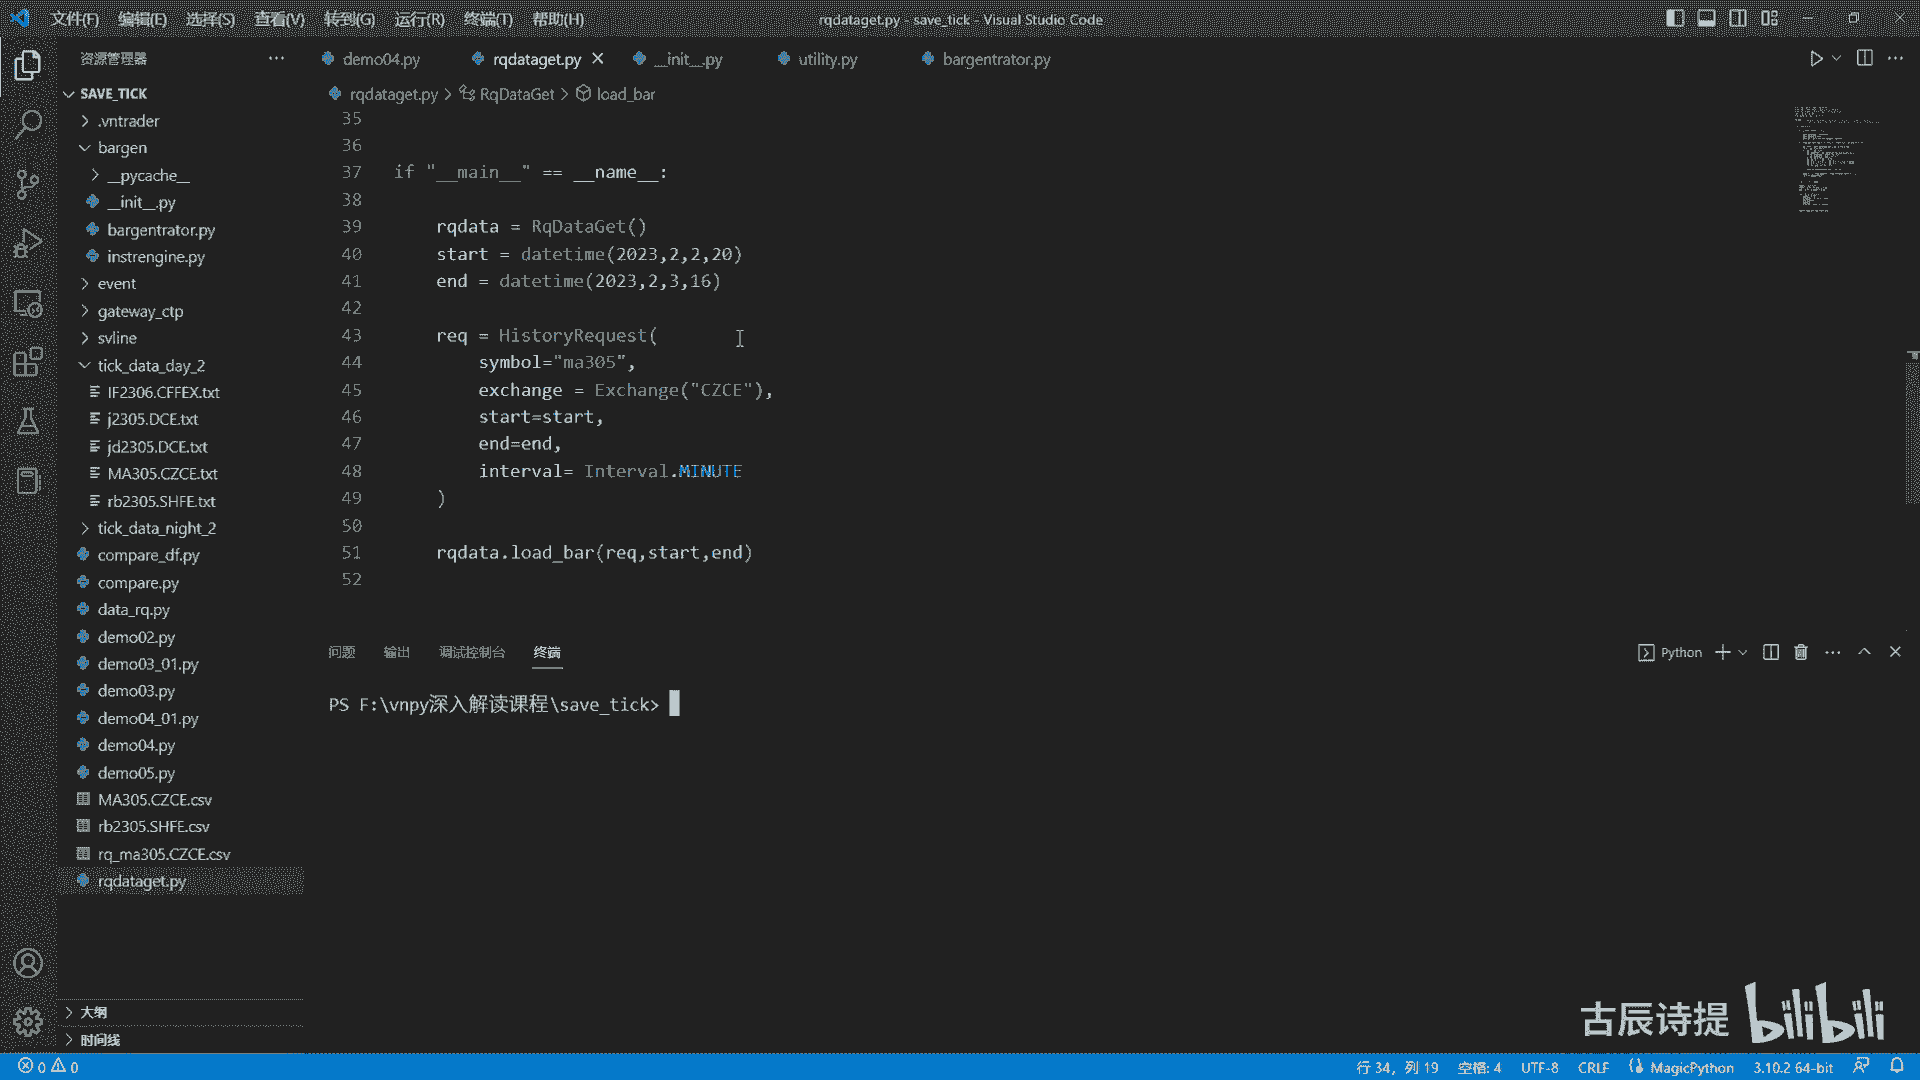 文件(F) 编辑(E) 选择(S) 查看(V) 转到(G) 运行(R) 终端(T) 帮助(H) rqdataget.py - save_tick - Visual Studio Code
资源管理器
SAVE_TICK
.vntrader
bargen
__pycache__
__init__.py
bargentrator.py
instrengine.py
event
gateway_ctp
svline
tick_data_day_2
IF2306.CFFEX.txt
j2305.DCE.txt
jd2305.DCE.txt
MA305.CZCE.txt
rb2305.SHFE.txt
tick_data_night_2
compare_df.py
compare.py
data_rq.py
demo02.py
demo03_01.py
demo03.py
demo04_01.py
demo04.py
demo05.py
MA305.CZCE.csv
rb2305.SHFE.csv
rq_ma305.CZCE.csv
rqdataget.py
大纲
时间线
demo04.py rqdataget.py __init__.py utility.py bargentrator.py
rqdataget.py > RqDataGet > load_bar
35
36
37 if "__main__" == __name__:
38
39 rqdata = RqDataGet()
40 start = datetime(2023,2,2,20)
41 end = datetime(2023,2,3,16)
42
43 req = HistoryRequest(
44 symbol="ma305",
45 exchange = Exchange("CZCE"),
46 start=start,
47 end=end,
48 interval= Interval.MINUTE
49 )
50
51 rqdata.load_bar(req,start,end)
52
问题 输出 调试控制台 终端 Python
PS F:\vnpy深入解读课程\save_tick>
古辰诗提 bilibili
0 0 行 34，列 19 空格: 4 UTF-8 CRLF MagicPython 3.10.2 64-bit